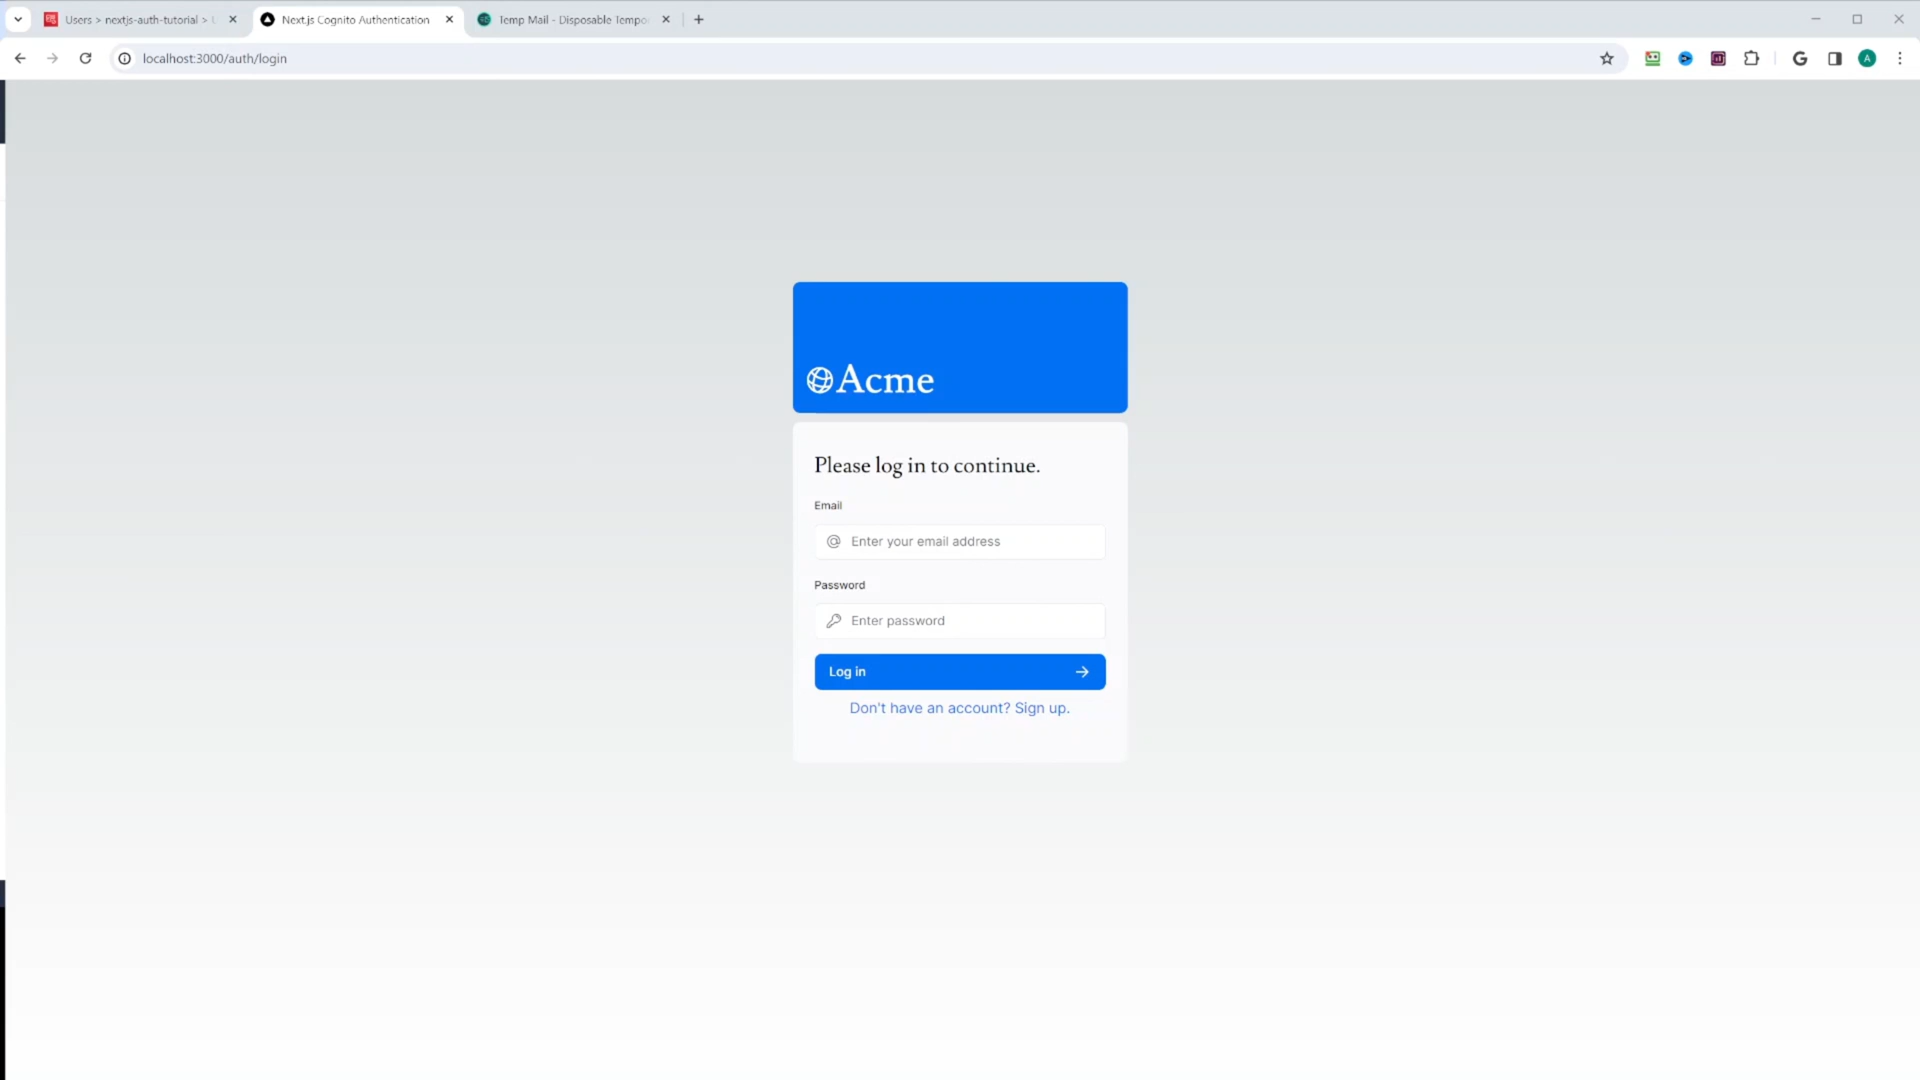 Users > nextjs-auth-tutorial >
Next.js Cognito Authentication
Temp Mail - Disposable Tempo
localhost:3000/auth/login
G
A
Acme
Please log in to continue.
Email
@ Enter your email address
Password
Enter password
Log in
Don't have an account? Sign up.